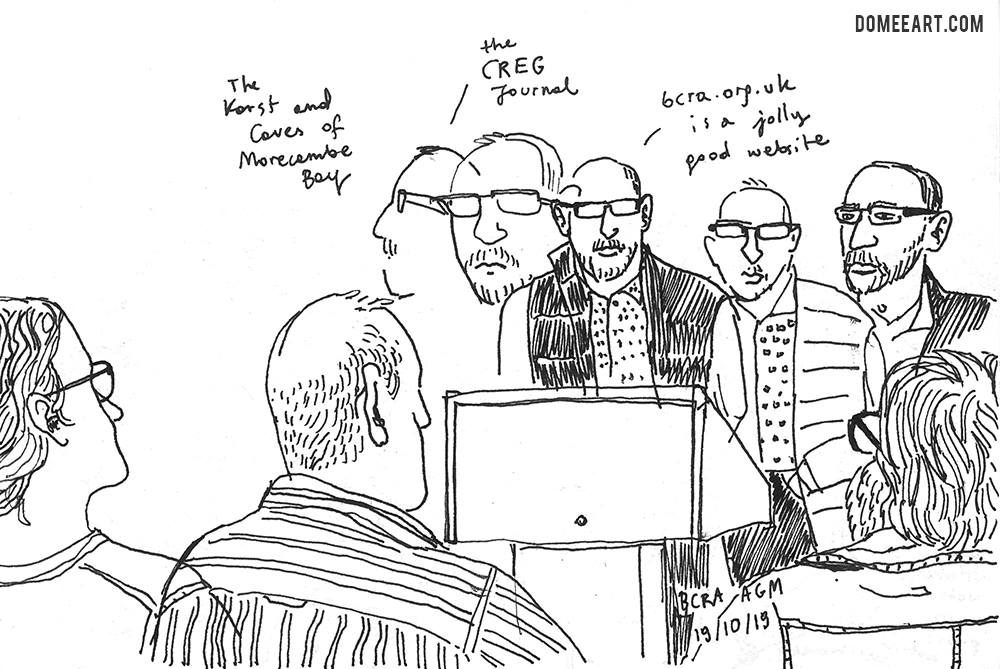 DOMEEART.COM
The
Karst and
Caves of
Morecambe
Bay
the
CREG
Journal
bcra.org.uk
is a jolly
good website
BCRA AGM
19/10/19